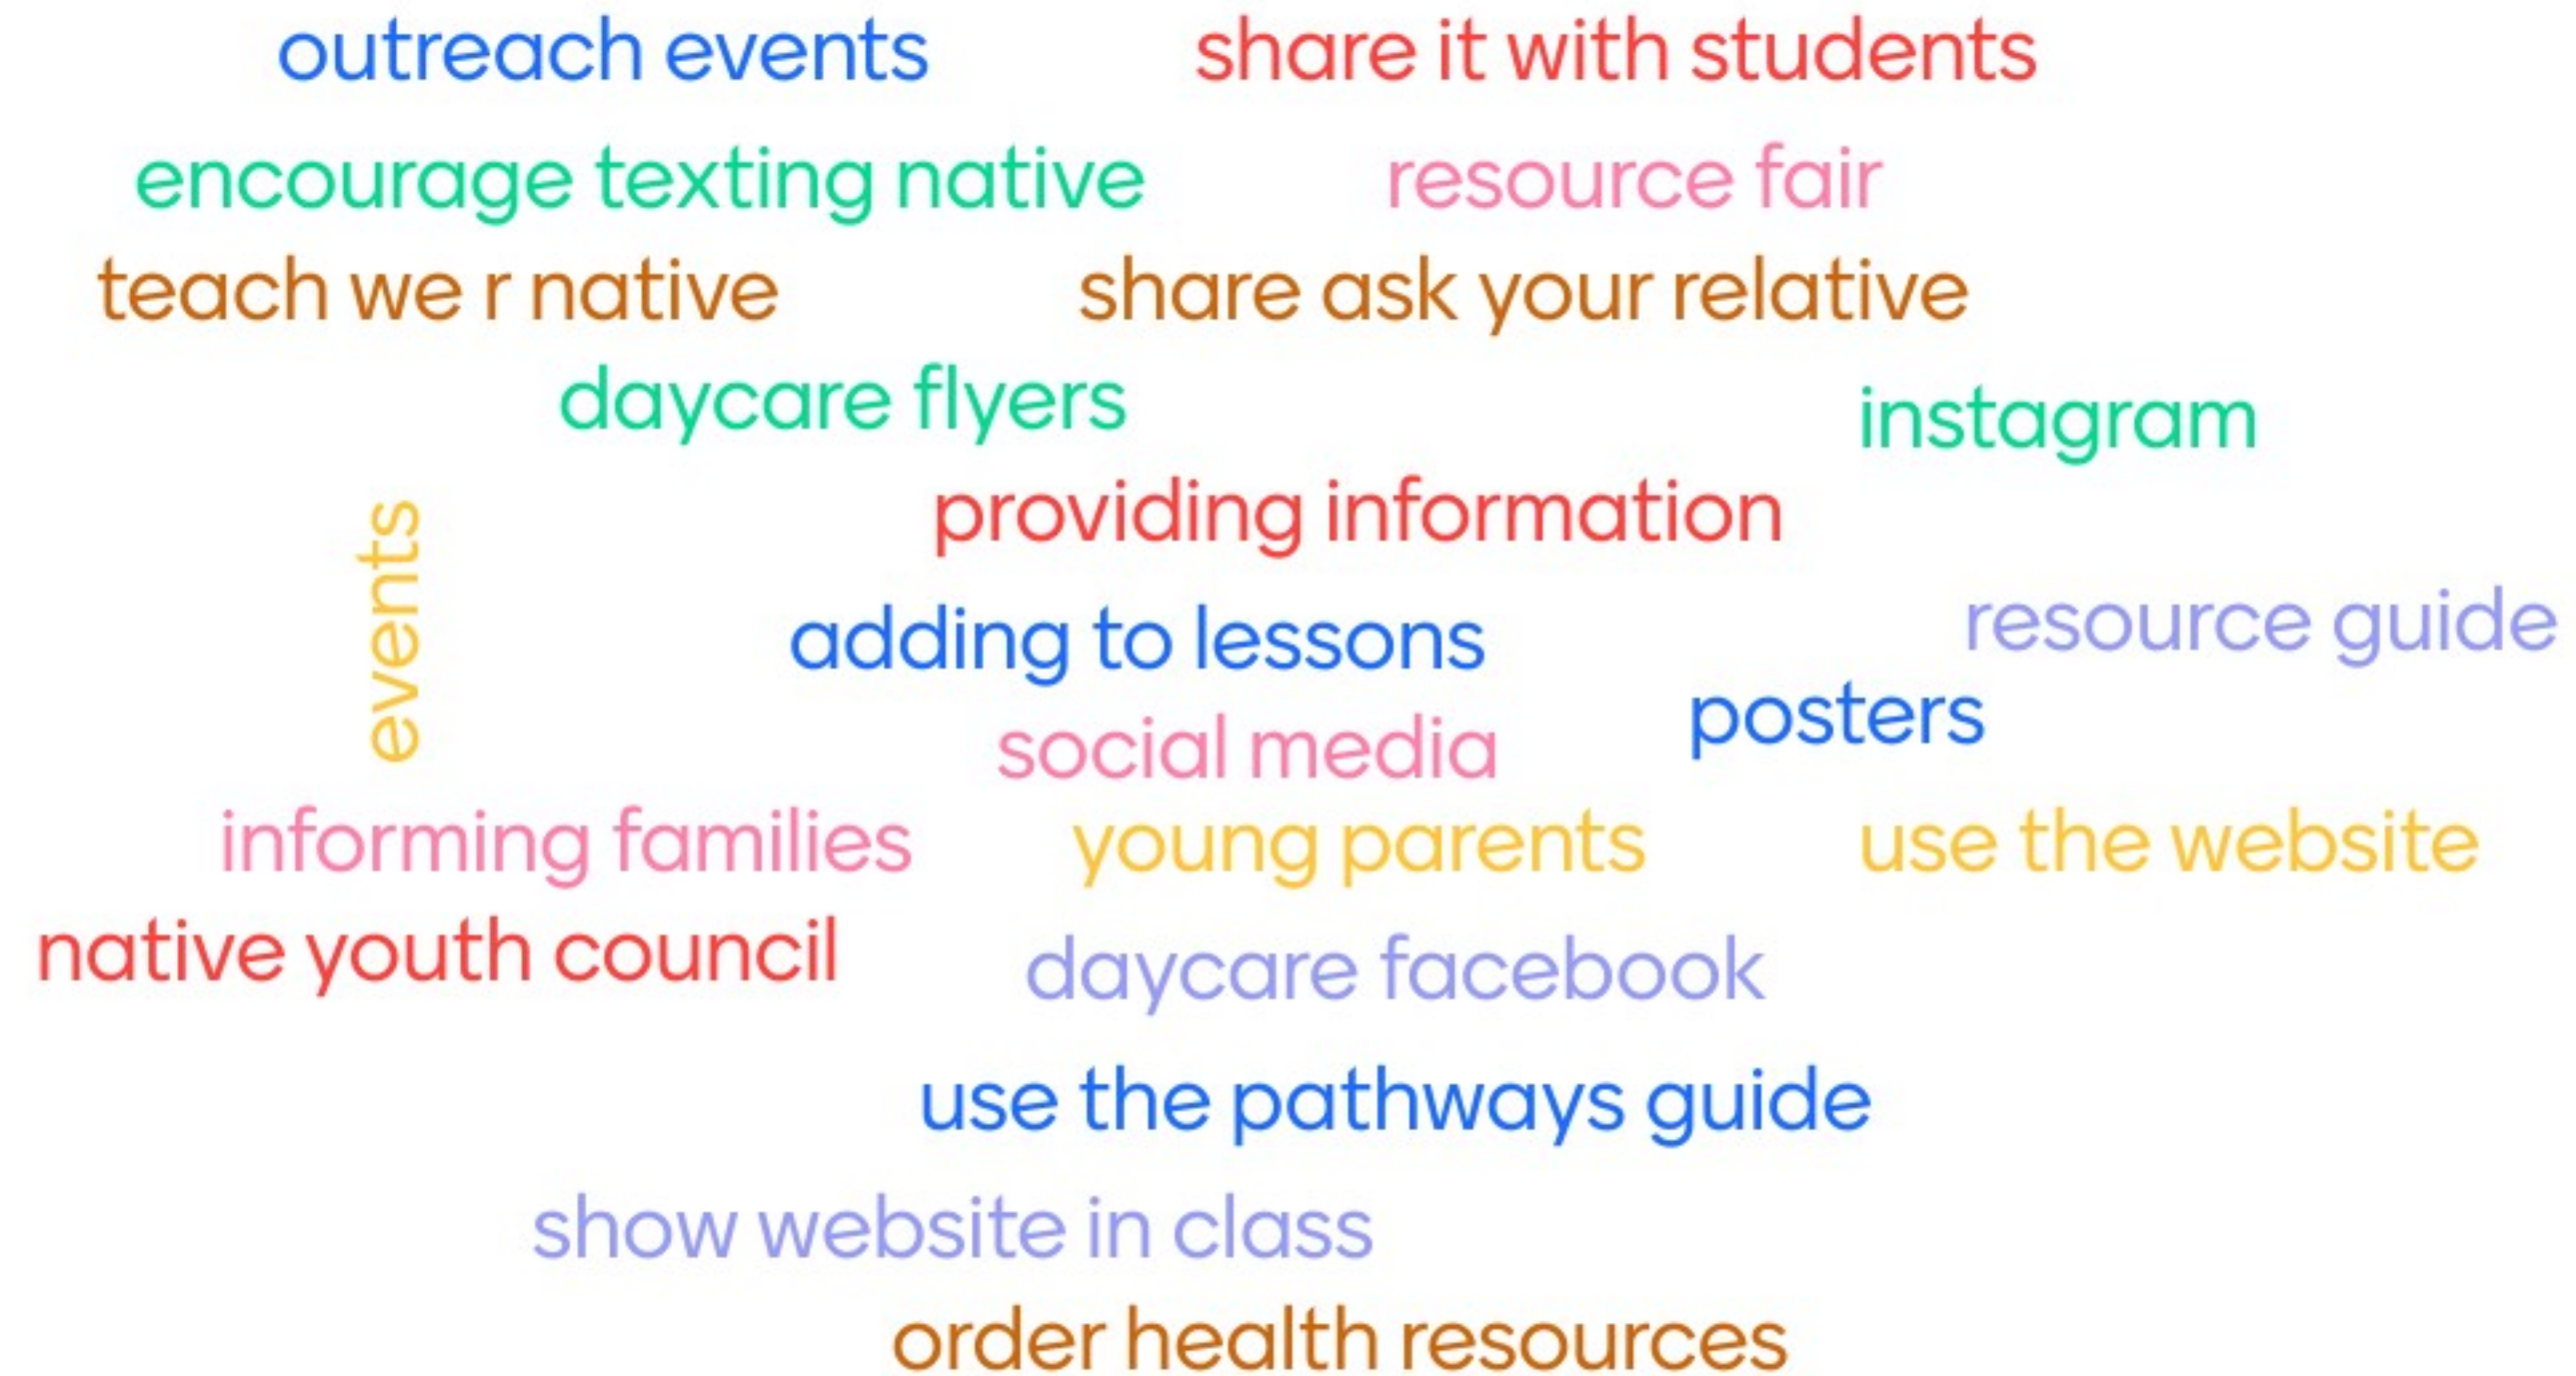 outreach events
share it with students
encourage texting native
resource fair
teach we r native
share ask your relative
daycare flyers
instagram
providing information
events
adding to lessons
resource guide
posters
social media
informing families
young parents
use the website
native youth council
daycare facebook
use the pathways guide
show website in class
order health resources